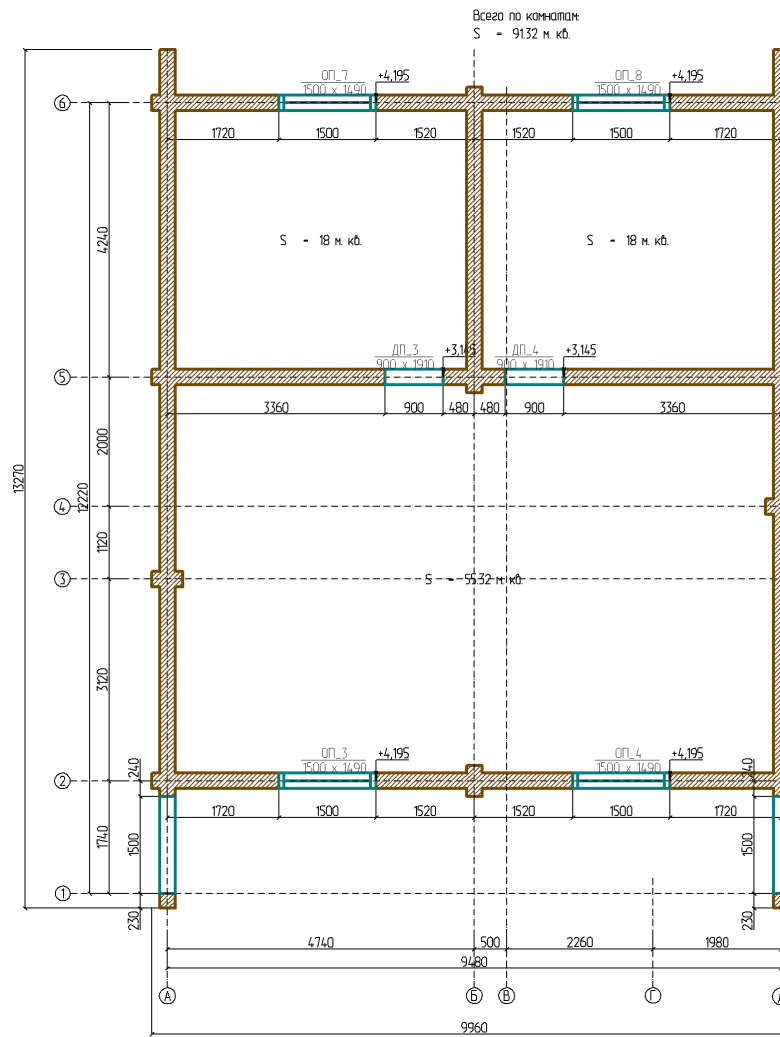 Всего по комнатам:
S = 91.32 м. кв.
ОП_7
1500 x 1490
+4,195
ОП_8
1500 x 1490
+4,195
6
1720
1500
1520
1520
1500
1720
4240
S = 18 м. кв.
S = 18 м. кв.
ДП_3
900 x 1910
+3,145
ДП_4
900 x 1910
+3,145
5
3360
900
480
480
900
3360
2000
13270
12220
4
1120
3
S = 55.32 м. кв.
3120
ОП_3
1500 x 1490
+4,195
ОП_4
1500 x 1490
+4,195
240
240
2
1720
1500
1520
1520
1500
1720
1740
1500
1500
1
230
230
4740
500
2260
1980
9480
А
Б
В
Г
9960